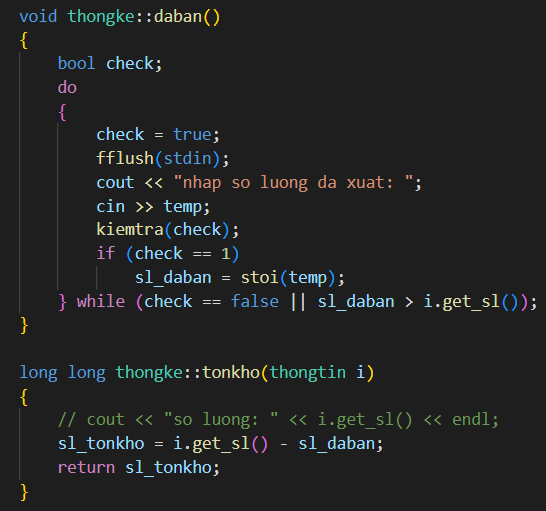 void thongke::daban()
{
    bool check;
    do
    {
        check = true;
        fflush(stdin);
        cout << "nhap so luong da xuat: ";
        cin >> temp;
        kiemtra(check);
        if (check == 1)
            sl_daban = stoi(temp);
    } while (check == false || sl_daban > i.get_sl());
}

long long thongke::tonkho(thongtin i)
{
    // cout << "so luong: " << i.get_sl() << endl;
    sl_tonkho = i.get_sl() - sl_daban;
    return sl_tonkho;
}